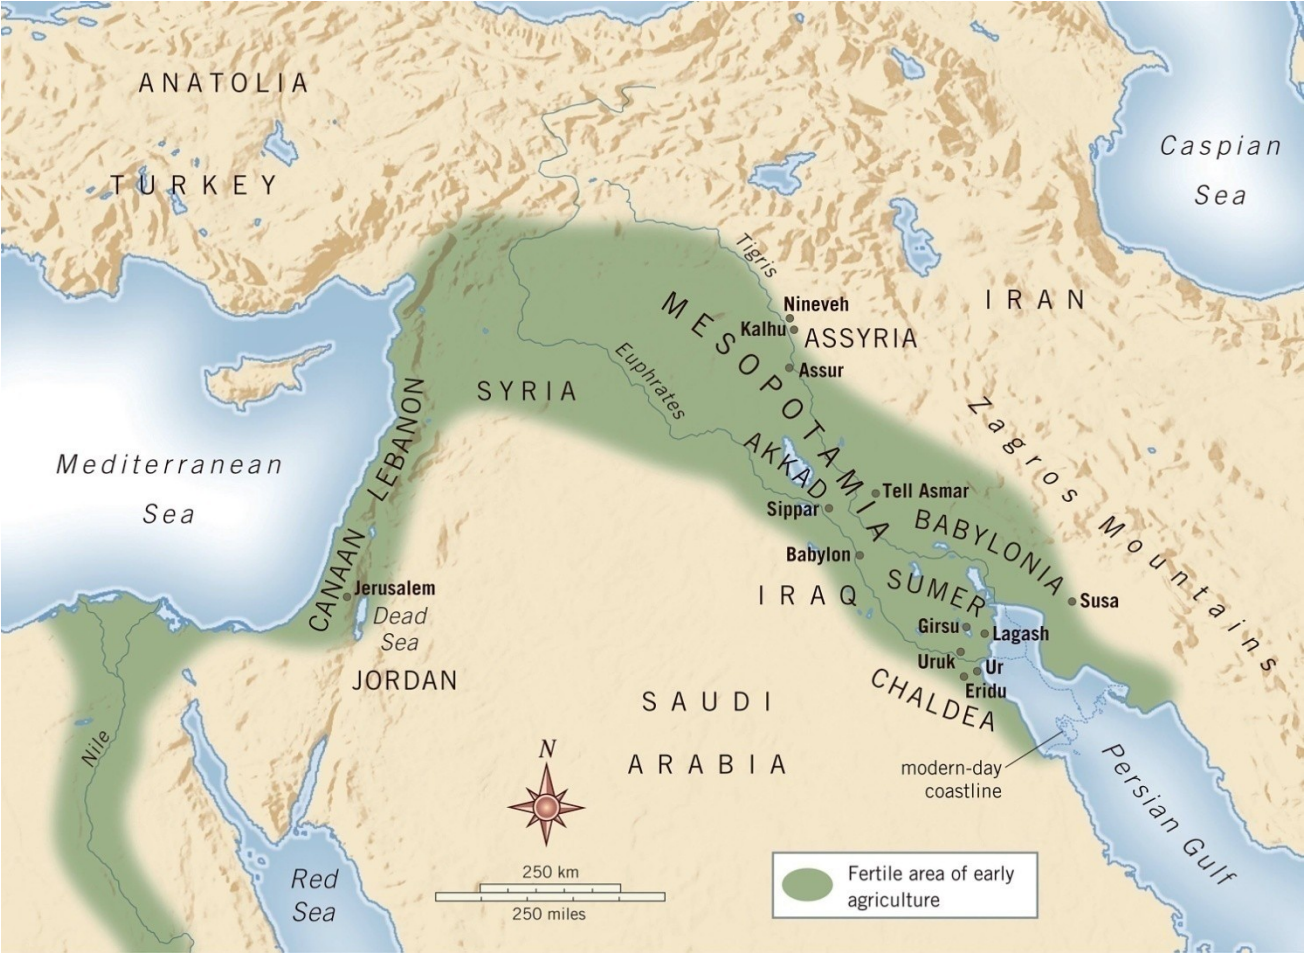 ANATOLIA
TURKEY
Caspian
Sea
IRAN
Tigris
MESOPOTAMIA
Nineveh
Kalhu
ASSYRIA
Assur
Euphrates
SYRIA
LEBANON
Zagros Mountains
Mediterranean
Sea
AKKAD
Tell Asmar
Sippar
BABYLONIA
Babylon
CANAAN
Jerusalem
Dead
Sea
IRAQ
SUMER
Susa
Girsu
Lagash
Uruk
Ur
Eridu
JORDAN
CHALDEA
SAUDI
ARABIA
Nile
modern-day
coastline
Persian Gulf
N
Red
Sea
250 km
250 miles
Fertile area of early
agriculture